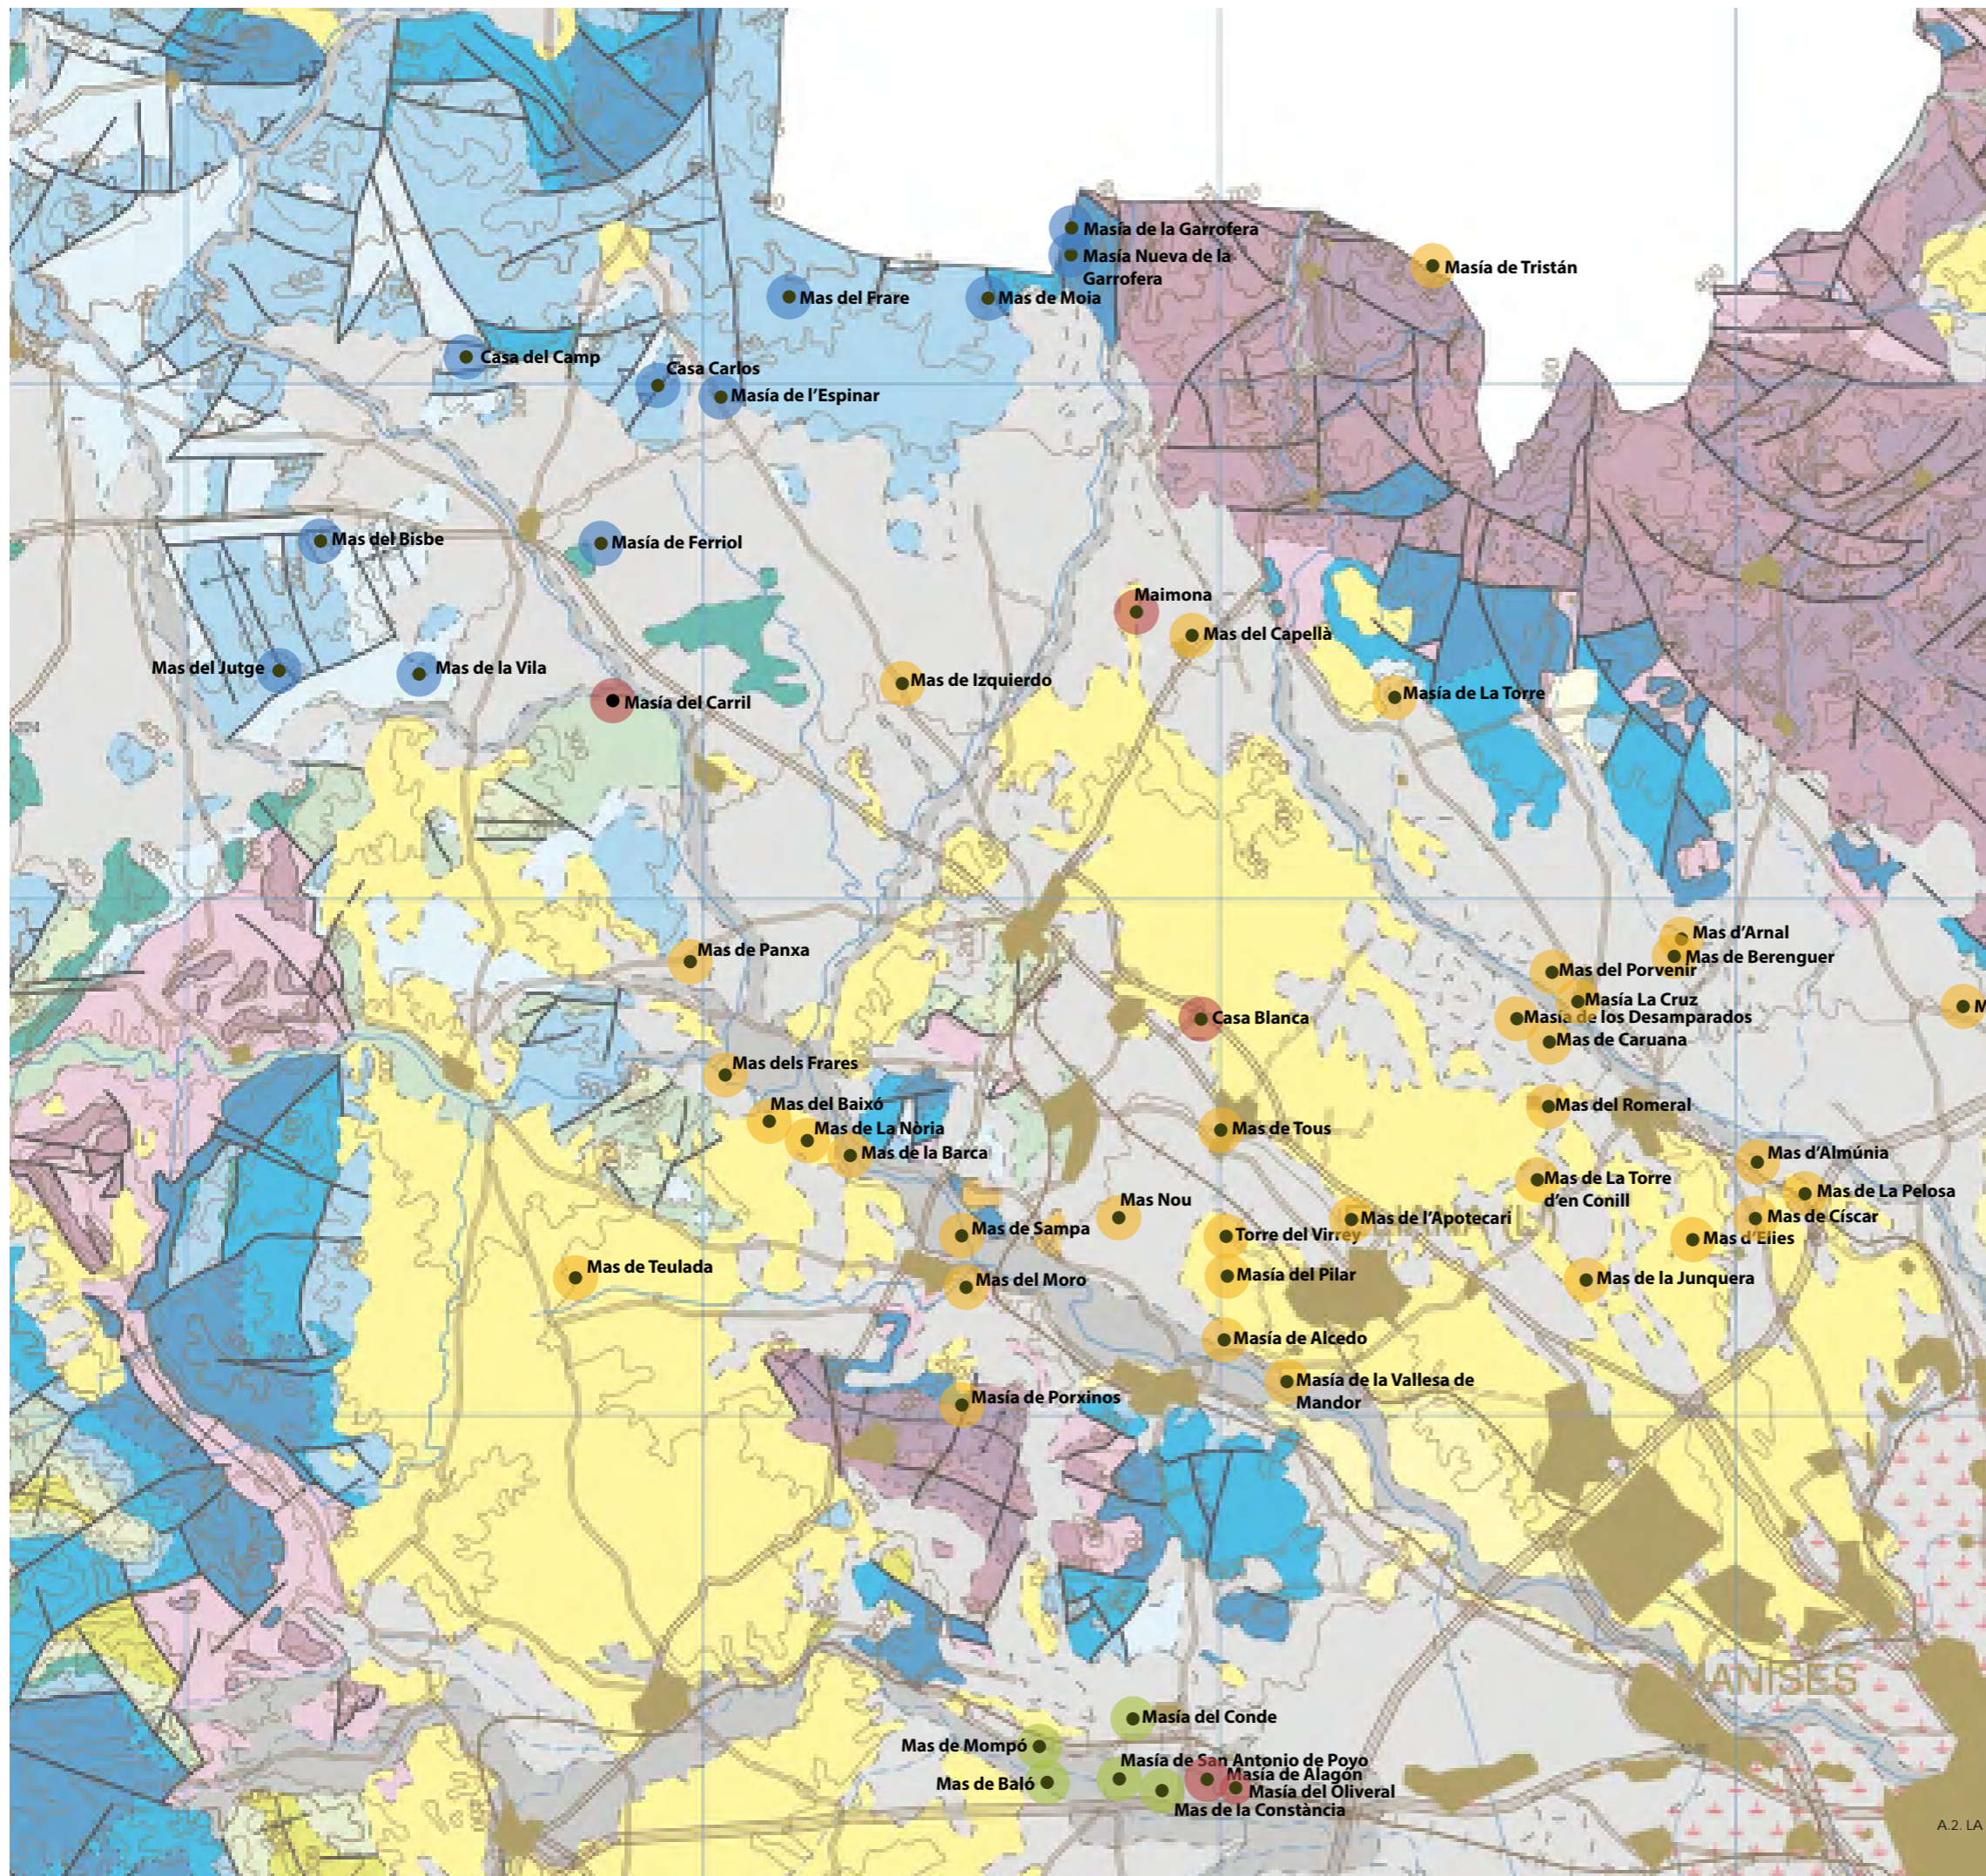 Masía de la Garrofera
Masía Nueva de la
Garrofera
Masía de Tristán
Mas del Frare
Mas de Moia
Casa del Camp
Casa Carlos
Masía de l'Espinar
Mas del Bisbe
Masía de Ferriol
Maimona
Mas del Capellà
Mas del Jutge
Mas de la Vila
Mas de Izquierdo
Masía de La Torre
Masía del Carril
Mas d'Arnal
Mas de Panxa
Mas de Berenguer
Mas del Porvenir
Masía La Cruz
M
Casa Blanca
Masía de los Desamparados
Mas de Caruana
Mas dels Frares
Mas del Baixó
Mas del Romeral
Mas de La Nòria
Mas de Tous
Mas de la Barca
Mas d'Almúnia
Mas de La Torre
d'en Conill
Mas de La Pelosa
Mas Nou
Mas de l'Apotecari
Mas de Císcar
Mas de Sampa
Torre del Virrey
Mas d'Elies
Mas de Teulada
Masía del Pilar
Mas del Moro
Mas de la Junquera
Masía de Alcedo
Masía de la Vallesa de
Mandor
Masía de Porxinos
MANISES
Masía del Conde
Mas de Mompó
Masía de San Antonio de Poyo
Masía de Alagón
Mas de Baló
Masía del Oliveral
Mas de la Constància
A.2. LA